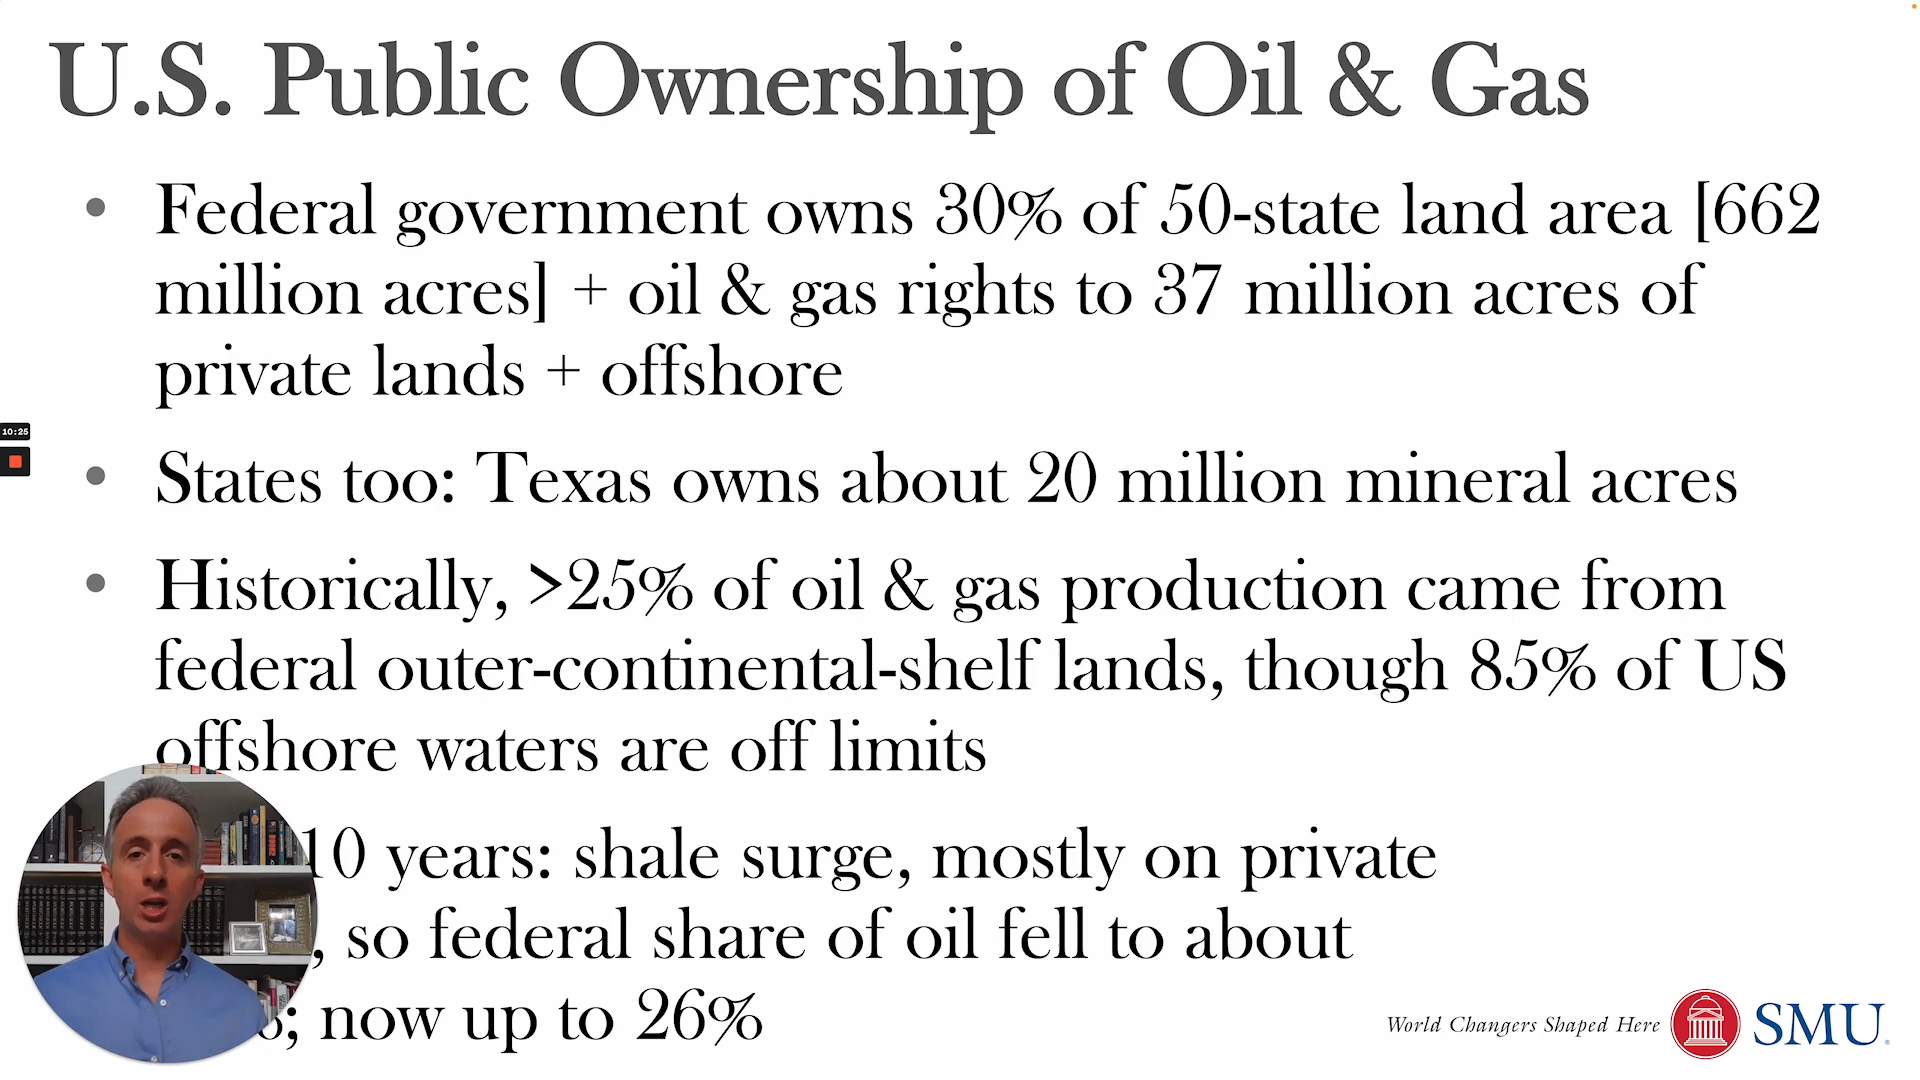 U.S. Public Ownership of Oil & Gas
• Federal government owns 30% of 50-state land area [662
million acres] + oil & gas rights to 37 million acres of
private lands + offshore
10:25
• States too: Texas owns about 20 million mineral acres
• Historically, >25% of oil & gas production came from
federal outer-continental-shelf lands, though 85% of US
offshore waters are off limits
10 years: shale surge, mostly on private
, so federal share of oil fell to about
; now up to 26%
World Changers Shaped Here SMU